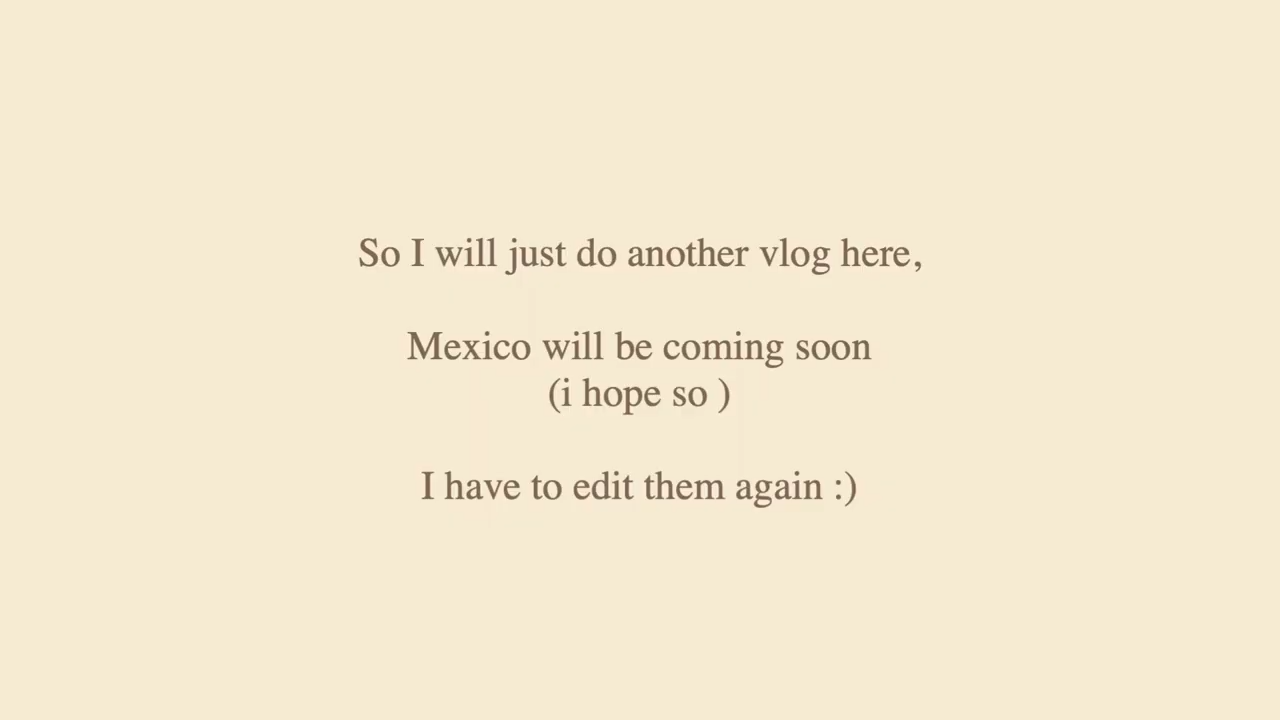 So I will just do another vlog here,
Mexico will be coming soon
(i hope so )
I have to edit them again :)